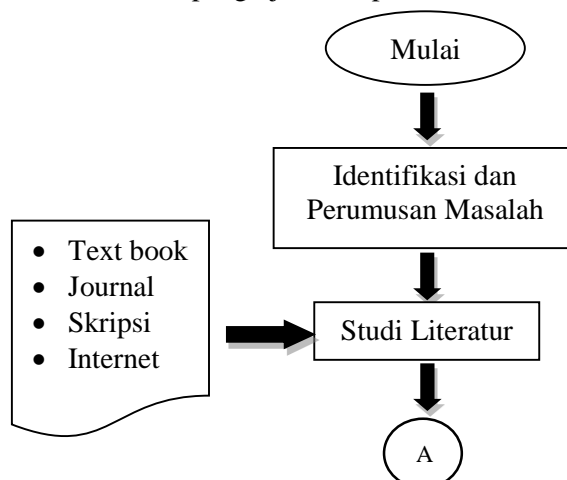 Mulai
Identifikasi dan
Perumusan Masalah
• Text book
• Journal
• Skripsi
• Internet
Studi Literatur
A